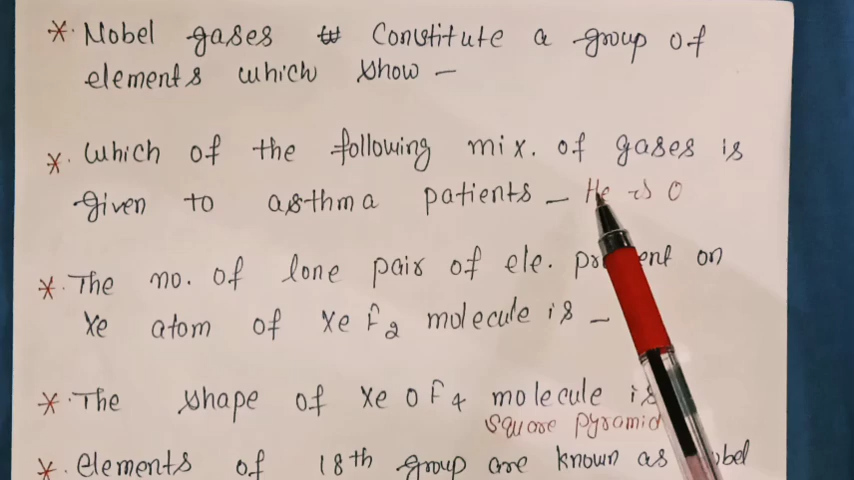 * Nobel gases Constitute a group of
elements which show –
* which of the following mix. of gases is
given to asthma patients – He is O
* The no. of lone pair of ele. present on
Xe atom of XeF2 molecule is –
* The shape of XeOF4 molecule is
Square Pyramid
* elements of 18th group are known as